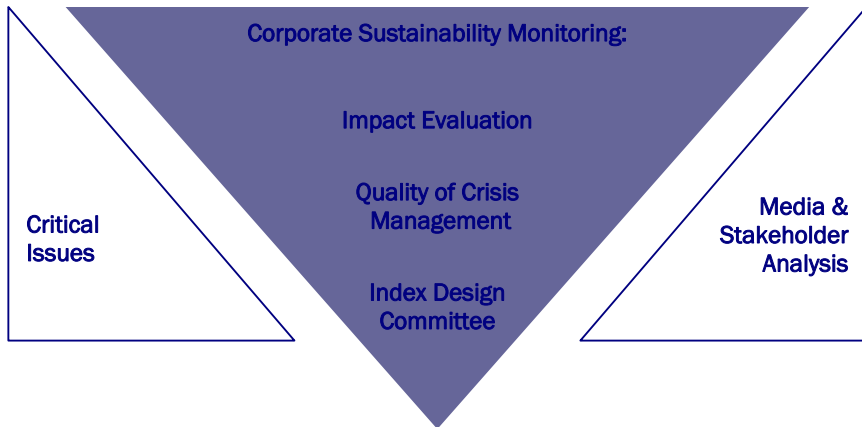 Corporate Sustainability Monitoring:
Impact Evaluation
Quality of Crisis
Management
Index Design
Committee
Critical
Issues
Media &
Stakeholder
Analysis